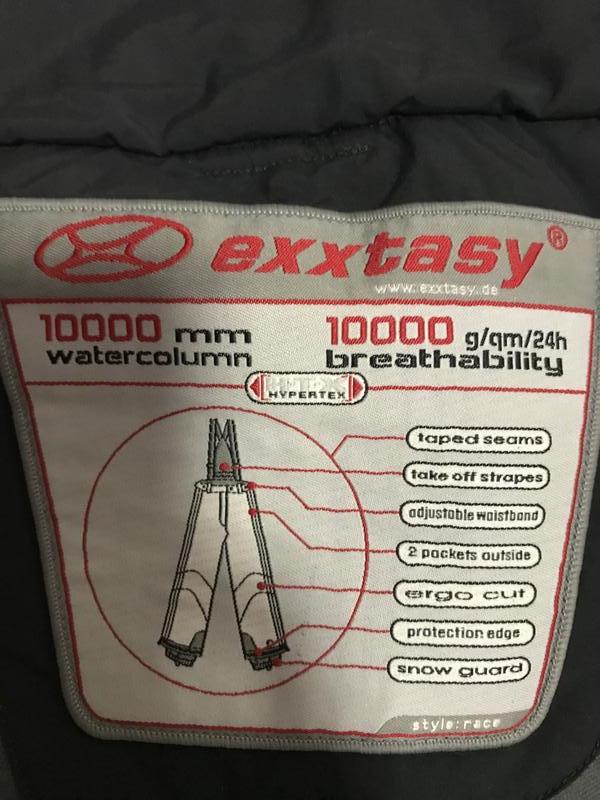 exxtasy®
www.exxtasy.de
10000 mm
watercolumn
10000 g/qm/24h
breathability
HYPERTEX
taped seams
take off strapes
adjustable waistband
2 pockets outside
ergo cut
protection edge
snow guard
style:race